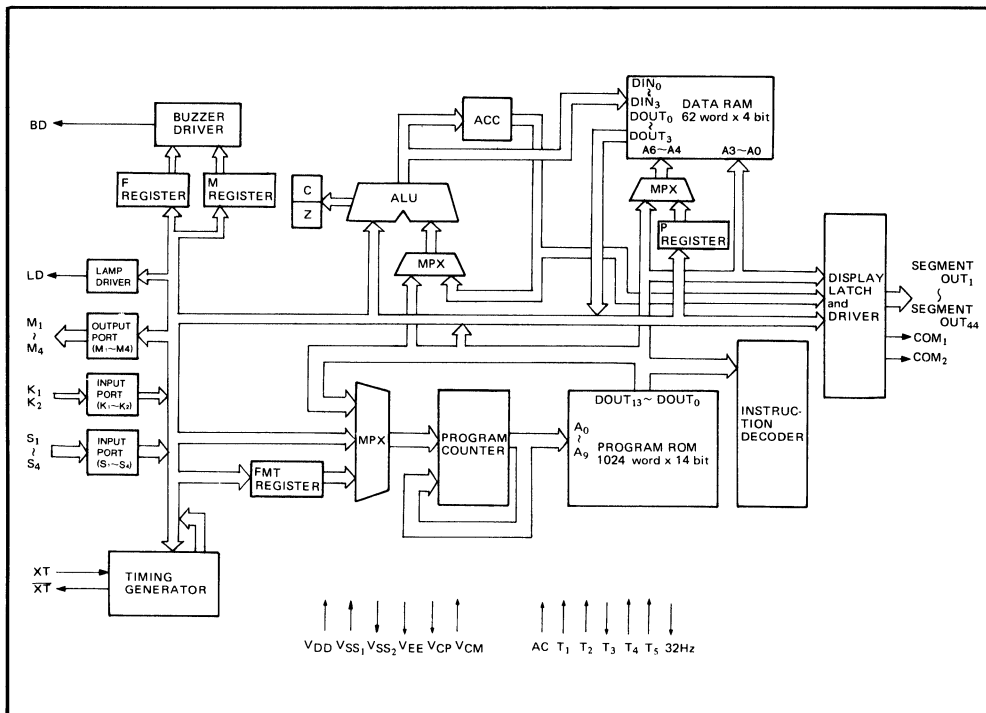 BD
BUZZER
DRIVER
F
REGISTER
M
REGISTER
LD
LAMP
DRIVER
M1
~
M4
OUTPUT
PORT
(M1~M4)
K1
K2
INPUT
PORT
(K1~K2)
S1
~
S4
INPUT
PORT
(S1~S4)
XT
X̅T̅
TIMING
GENERATOR
C
Z
ALU
ACC
MPX
DIN0
~
DIN3
DOUT0
~
DOUT3
DATA RAM
62 word x 4 bit
A6~A4
A3~A0
MPX
P
REGISTER
DISPLAY
LATCH
and
DRIVER
SEGMENT
OUT1
~
SEGMENT
OUT44
COM1
COM2
MPX
FMT
REGISTER
PROGRAM
COUNTER
DOUT13~ DOUT0
A0
~
A9
PROGRAM ROM
1024 word x 14 bit
INSTRUC-
TION
DECODER
VDD VSS1 VSS2 VEE VCP VCM
AC T1 T2 T3 T4 T5 32Hz